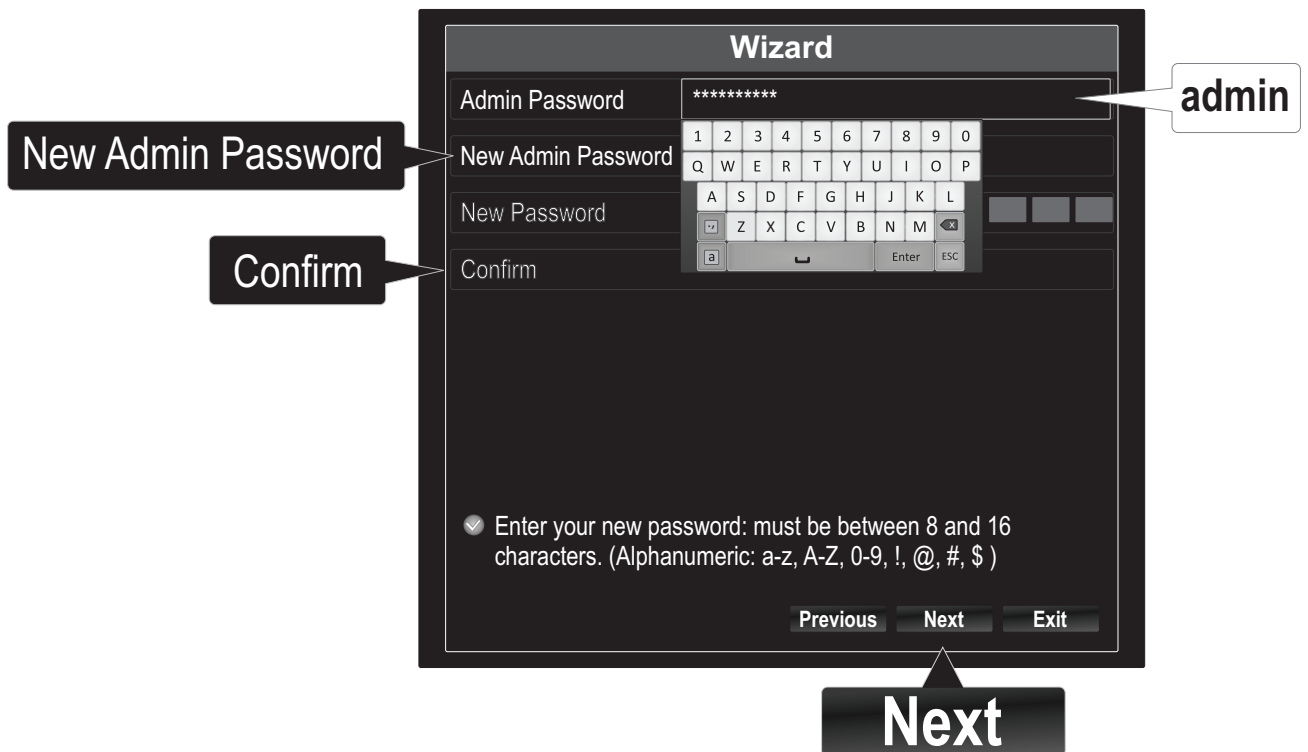 Wizard
Admin Password
**********
admin
New Admin Password
New Admin Password
1 2 3 4 5 6 7 8 9 0
Q W E R T Y U I O P
A S D F G H J K L
New Password
Z X C V B N M
a
Enter
ESC
Confirm
Confirm
Enter your new password: must be between 8 and 16
characters. (Alphanumeric: a-z, A-Z, 0-9, !, @, #, $ )
Previous
Next
Exit
Next